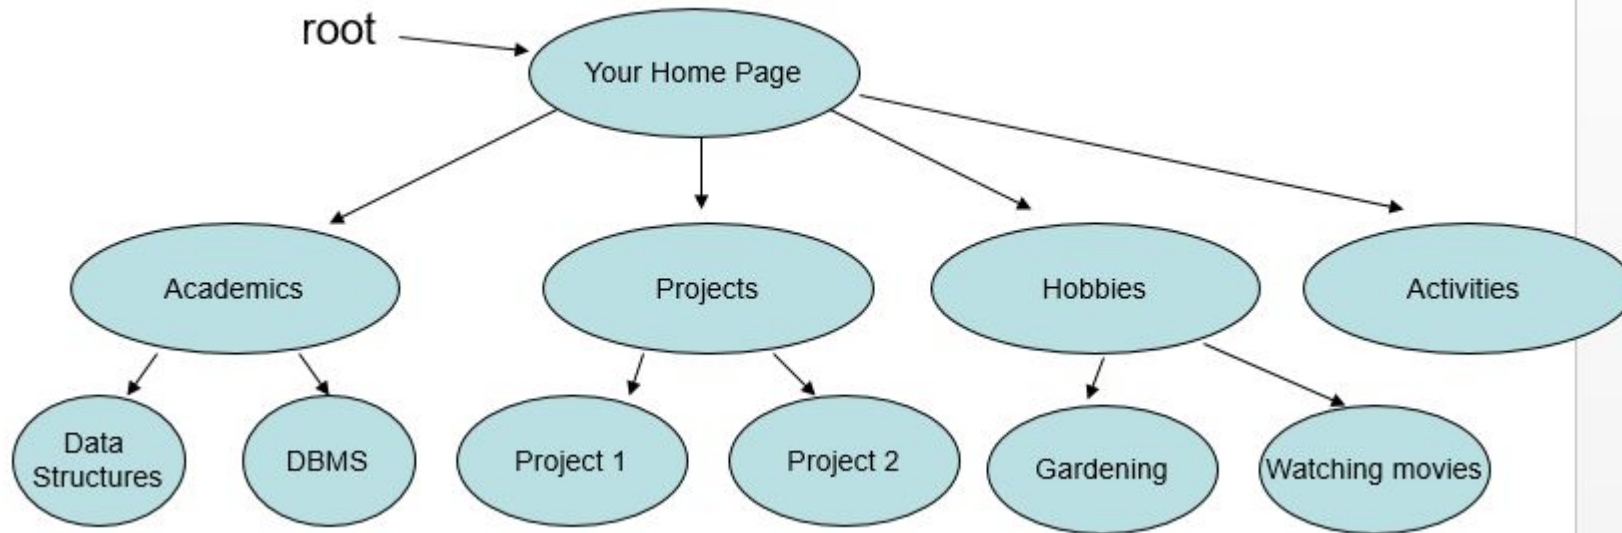 root
Your Home Page
Academics
Projects
Hobbies
Activities
Data
Structures
DBMS
Project 1
Project 2
Gardening
Watching movies